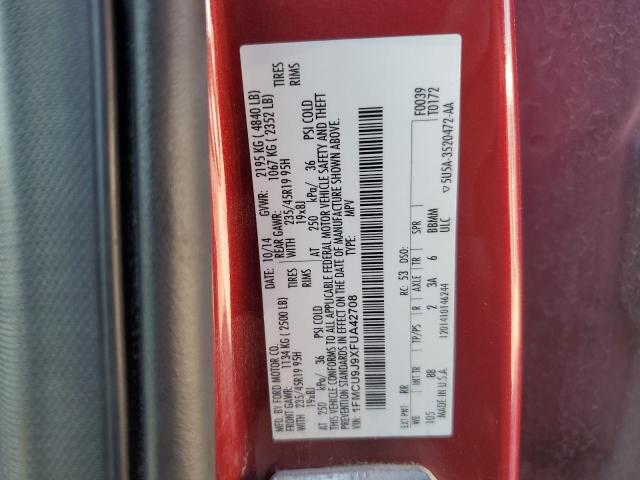 MFD. BY FORD MOTOR CO.
DATE: 10/14 GVWR: 2195 KG ( 4840 LB)
FRONT GAWR: 1134 KG ( 2500 LB) REAR GAWR: 1067 KG ( 2352 LB)
235/45R19 95H TIRES WITH 235/45R19 95H TIRES
19x8J RIMS 19x8J RIMS
AT 250 kPa/ 36 PSI COLD AT 250 kPa/ 36 PSI COLD
THIS VEHICLE CONFORMS TO ALL APPLICABLE FEDERAL MOTOR VEHICLE SAFETY AND THEFT
PREVENTION STANDARDS IN EFFECT ON THE DATE OF MANUFACTURE SHOWN ABOVE.
VIN: 1FMCU9J9XFUA42708 TYPE: MPV
F0039
T0172
EXT PNT: RR RC: 53 DSO:
WB INT TR TP/PS R AXLE TR SPR
105 BB 2 3A 6 BBMM
MADE IN U.S.A. 1201410146244 ULC
▽5U5A-3520472-AA